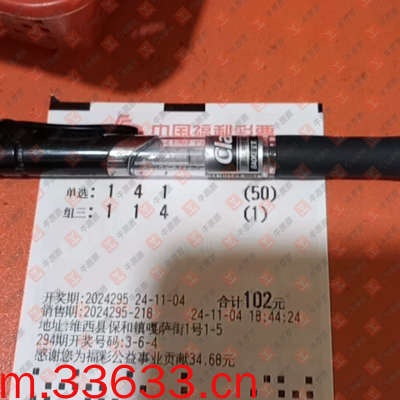 中国福利彩票
Cla
单选: 1 4 1 (50)
组三: 1 1 4 (1)
开奖期:2024295 24-11-04 合计102元
销售期:2024295-218 24-11-04 18:44:24
地址:维西县保和镇嘎萨街1号1-5
294期开奖号码:3-6-4
感谢您为福彩公益事业贡献34.68元
m.33633.cn